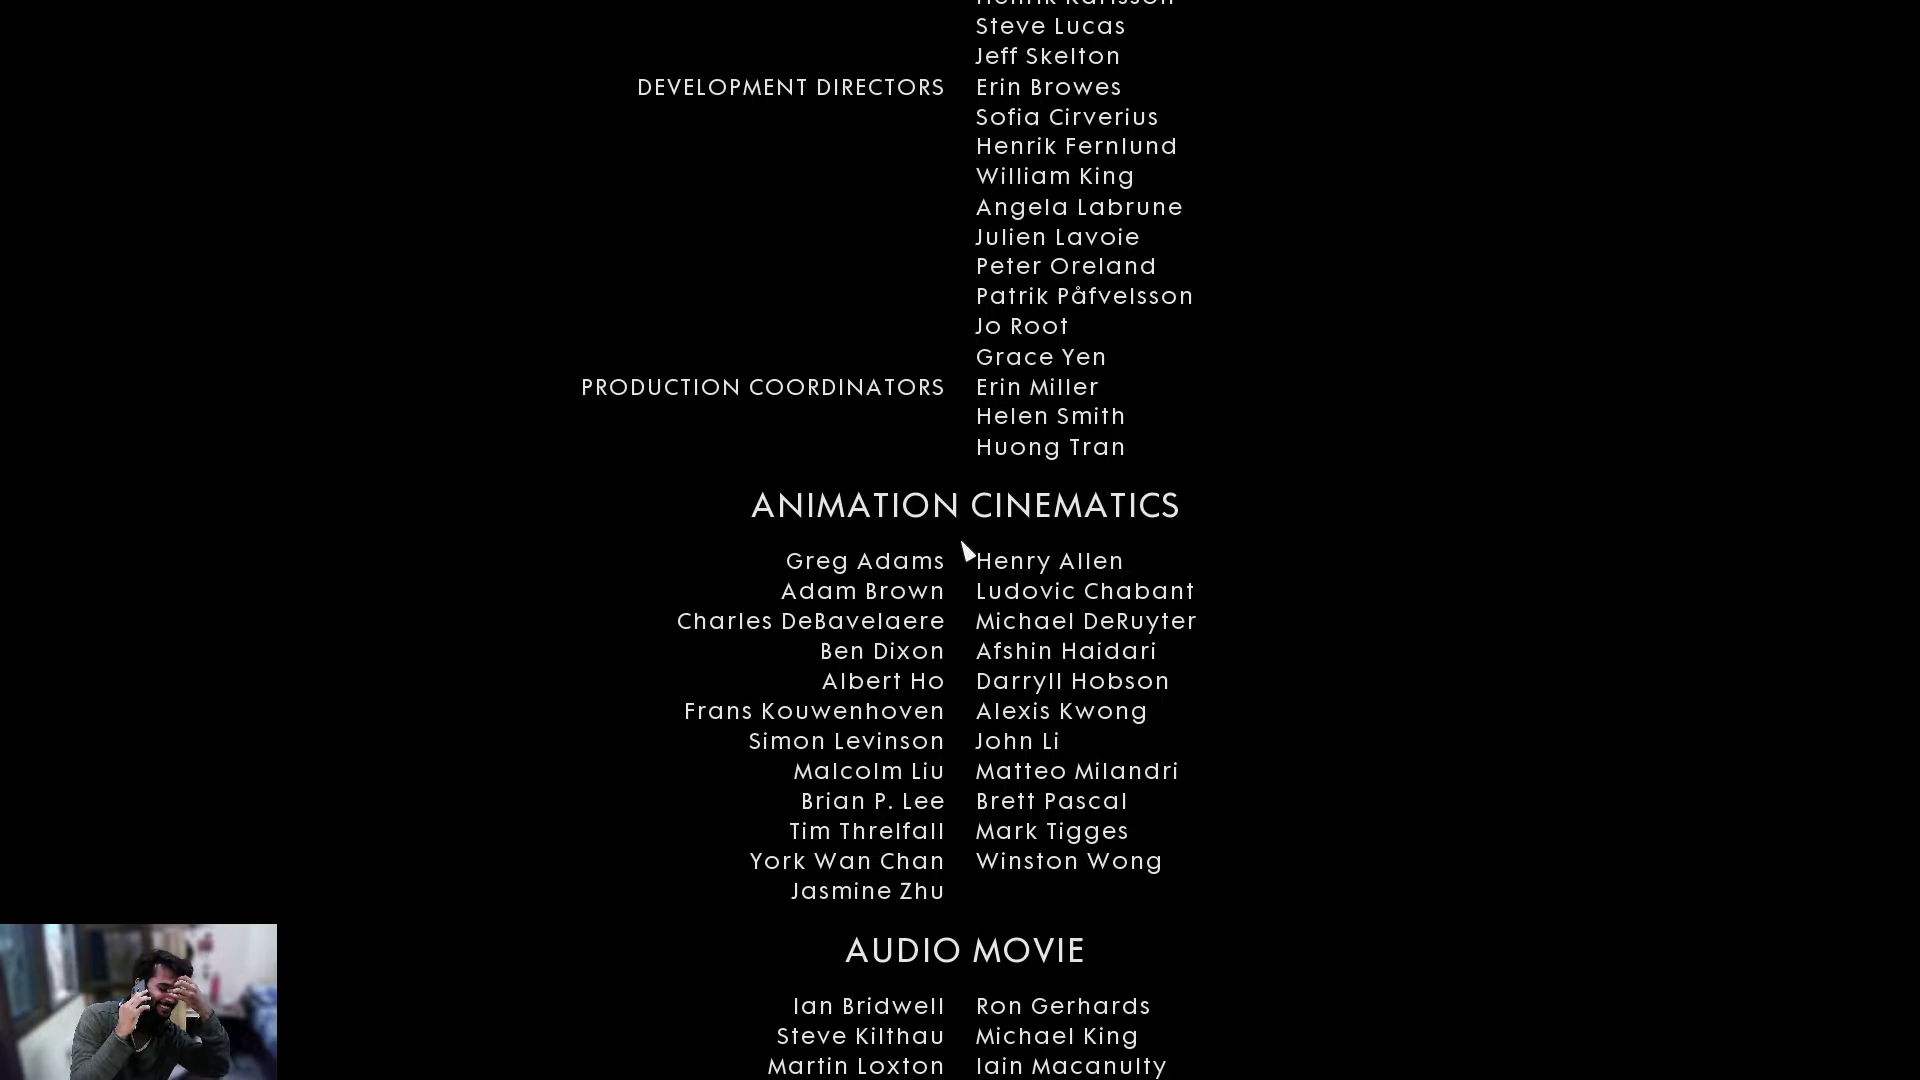 Henrik Karlsson
Steve Lucas
Jeff Skelton
DEVELOPMENT DIRECTORS Erin Browes
Sofia Cirverius
Henrik Fernlund
William King
Angela Labrune
Julien Lavoie
Peter Oreland
Patrik Påfvelsson
Jo Root
Grace Yen
PRODUCTION COORDINATORS Erin Miller
Helen Smith
Huong Tran
ANIMATION CINEMATICS
Greg Adams Henry Allen
Adam Brown Ludovic Chabant
Charles DeBavelaere Michael DeRuyter
Ben Dixon Afshin Haidari
Albert Ho Darryll Hobson
Frans Kouwenhoven Alexis Kwong
Simon Levinson John Li
Malcolm Liu Matteo Milandri
Brian P. Lee Brett Pascal
Tim Threlfall Mark Tigges
York Wan Chan Winston Wong
Jasmine Zhu
AUDIO MOVIE
Ian Bridwell Ron Gerhards
Steve Kilthau Michael King
Martin Loxton Iain Macanulty